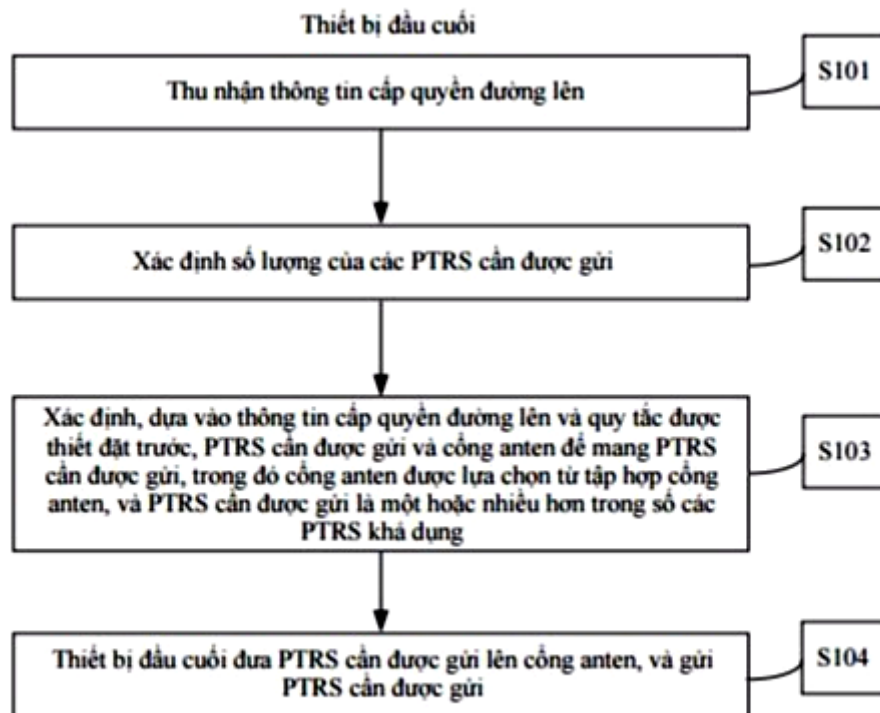 Thiết bị đầu cuối
Thu nhận thông tin cấp quyền đường lên
S101
Xác định số lượng của các PTRS cần được gửi
S102
Xác định, dựa vào thông tin cấp quyền đường lên và quy tắc được
thiết đặt trước, PTRS cần được gửi và cổng anten để mang PTRS
cần được gửi, trong đó cổng anten được lựa chọn từ tập hợp cổng
anten, và PTRS cần được gửi là một hoặc nhiều hơn trong số các
PTRS khả dụng
S103
Thiết bị đầu cuối đưa PTRS cần được gửi lên cổng anten, và gửi
PTRS cần được gửi
S104